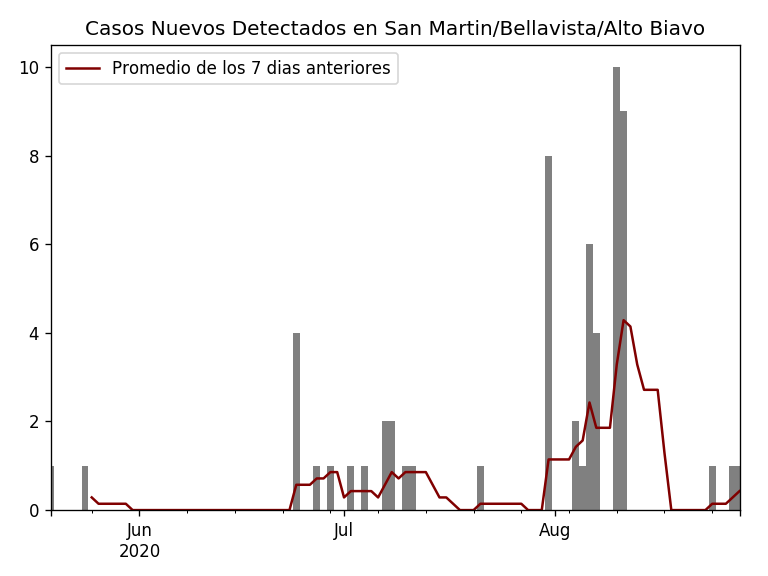 Casos Nuevos Detectados en San Martin/Bellavista/Alto Biavo
Promedio de los 7 dias anteriores
10
8
6
4
2
0
Jun Jul Aug
2020